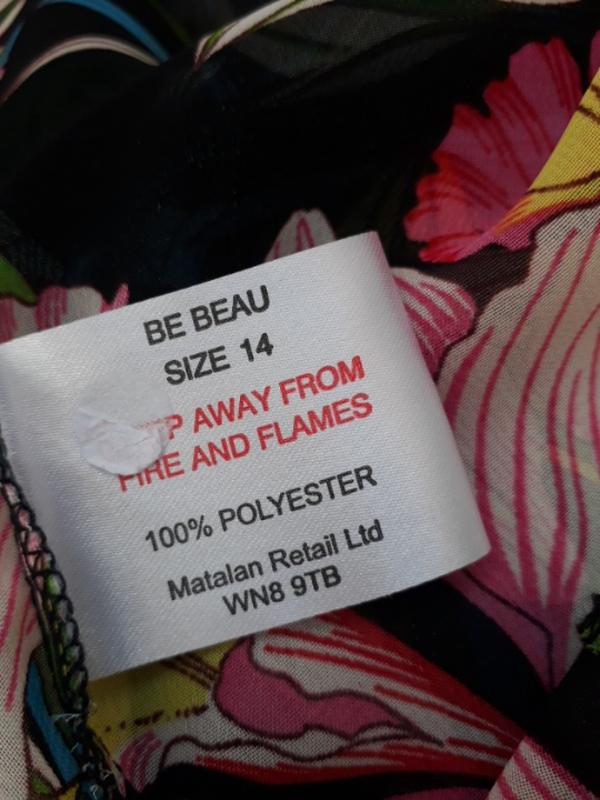 BE BEAU
SIZE 14
P AWAY FROM
FIRE AND FLAMES
100% POLYESTER
Matalan Retail Ltd
WN8 9TB